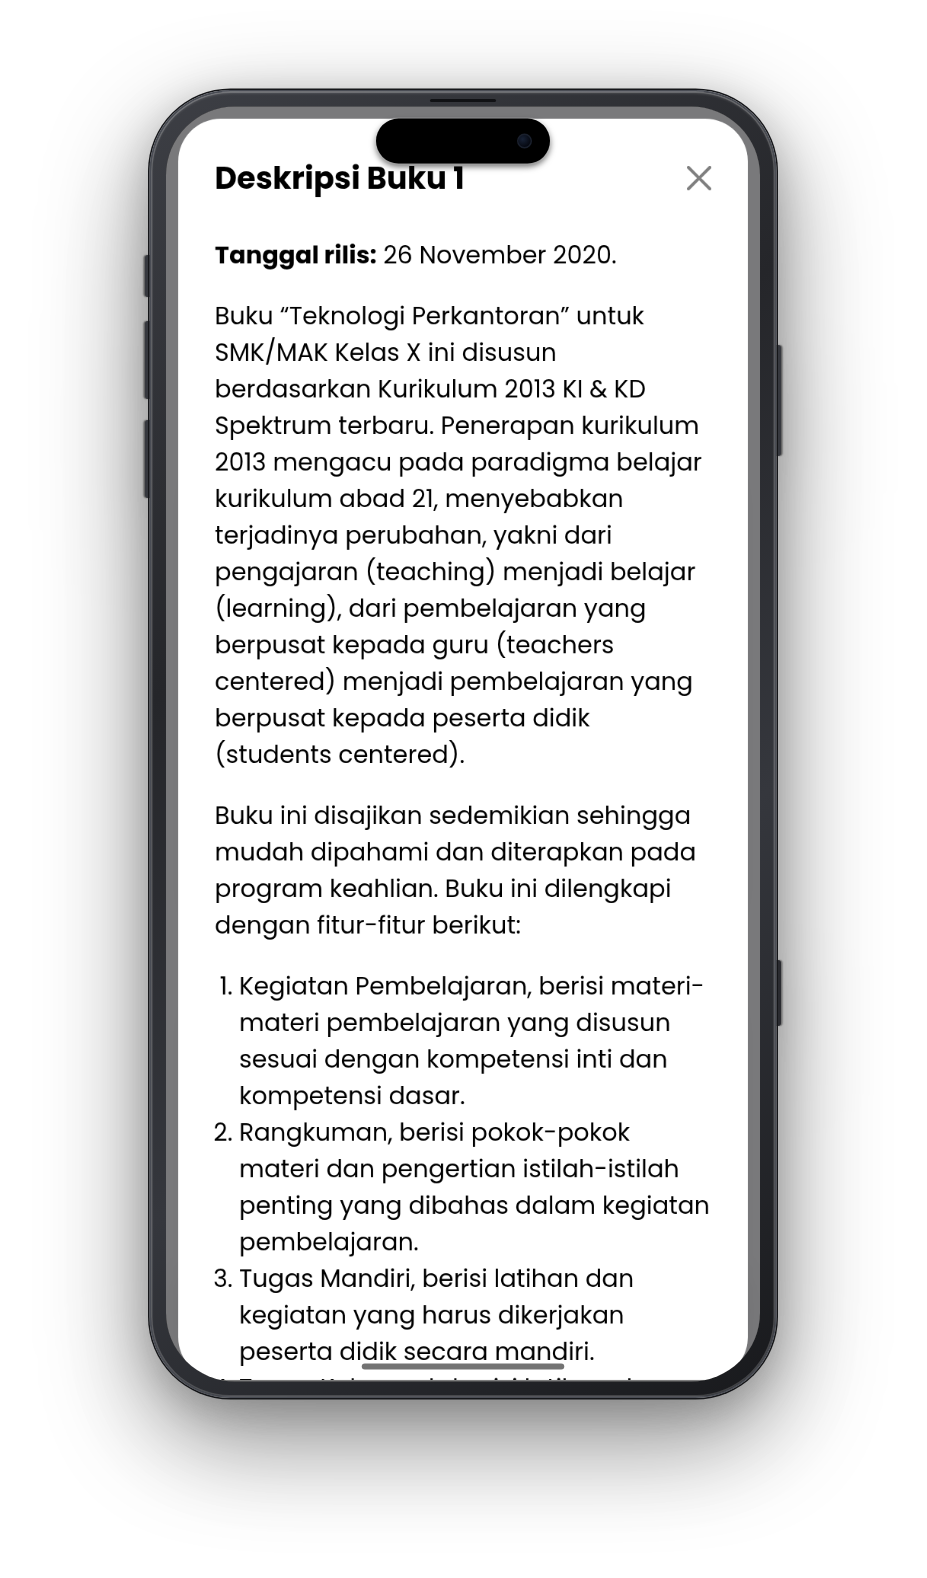 Deskripsi Buku 1
Tanggal rilis: 26 November 2020.
Buku “Teknologi Perkantoran” untuk
SMK/MAK Kelas X ini disusun
berdasarkan Kurikulum 2013 KI & KD
Spektrum terbaru. Penerapan kurikulum
2013 mengacu pada paradigma belajar
kurikulum abad 21, menyebabkan
terjadinya perubahan, yakni dari
pengajaran (teaching) menjadi belajar
(learning), dari pembelajaran yang
berpusat kepada guru (teachers
centered) menjadi pembelajaran yang
berpusat kepada peserta didik
(students centered).
Buku ini disajikan sedemikian sehingga
mudah dipahami dan diterapkan pada
program keahlian. Buku ini dilengkapi
dengan fitur-fitur berikut:
1. Kegiatan Pembelajaran, berisi materi-
materi pembelajaran yang disusun
sesuai dengan kompetensi inti dan
kompetensi dasar.
2. Rangkuman, berisi pokok-pokok
materi dan pengertian istilah-istilah
penting yang dibahas dalam kegiatan
pembelajaran.
3. Tugas Mandiri, berisi latihan dan
kegiatan yang harus dikerjakan
peserta didik secara mandiri.